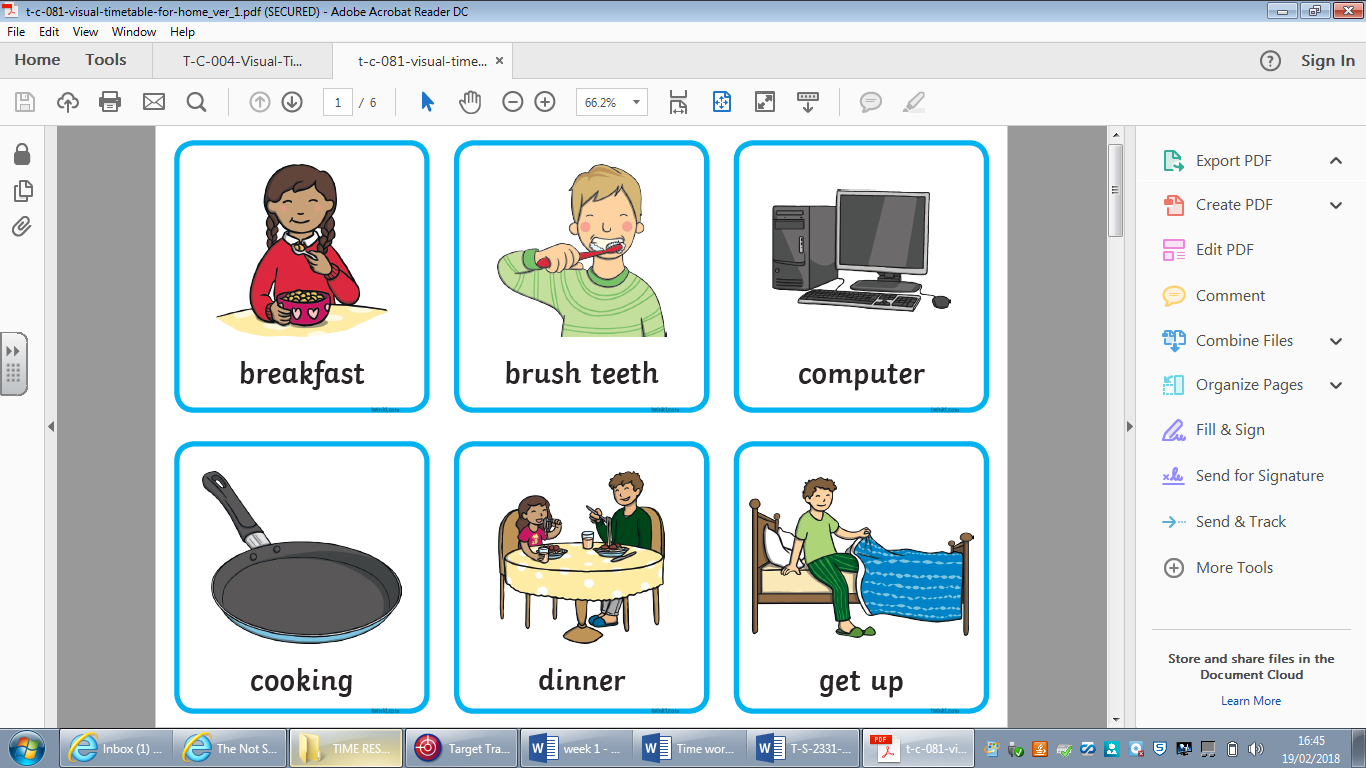 t-c-081-visual-timetable-for-home_ver_1.pdf (SECURED) - Adobe Acrobat Reader DC
File Edit View Window Help
Home Tools T-C-004-Visual-Ti... t-c-081-visual-time... Sign In
1 / 6 66.2%
breakfast brush teeth computer
cooking dinner get up
Export PDF
Create PDF
Edit PDF
Comment
Combine Files
Organize Pages
Fill & Sign
Send for Signature
Send & Track
More Tools
Store and share files in the
Document Cloud
Learn More
Inbox (1) ... The Not S... TIME RES... Target Tra... week 1 - ... Time wor... T-S-2331-... t-c-081-vi... 16:45
19/02/2018